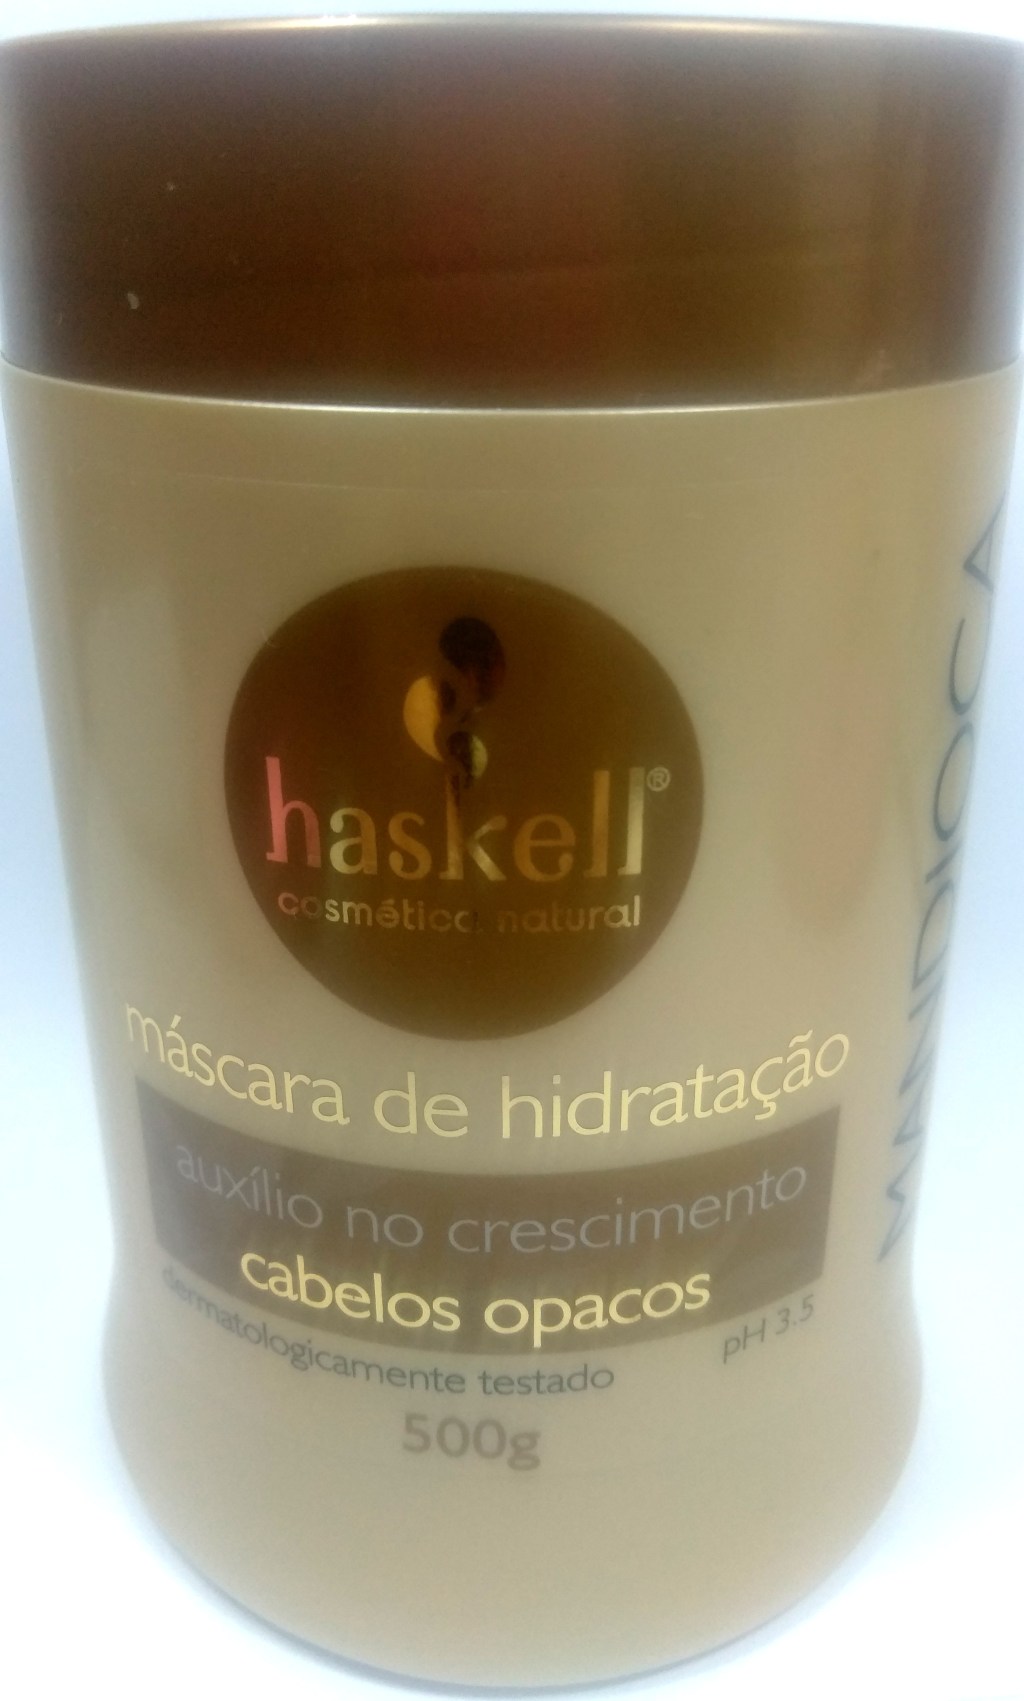 haskell®
cosmética natural
máscara de hidratação
auxílio no crescimento
cabelos opacos
dermatologicamente testado
pH 3.5
500g
MANDIOCA